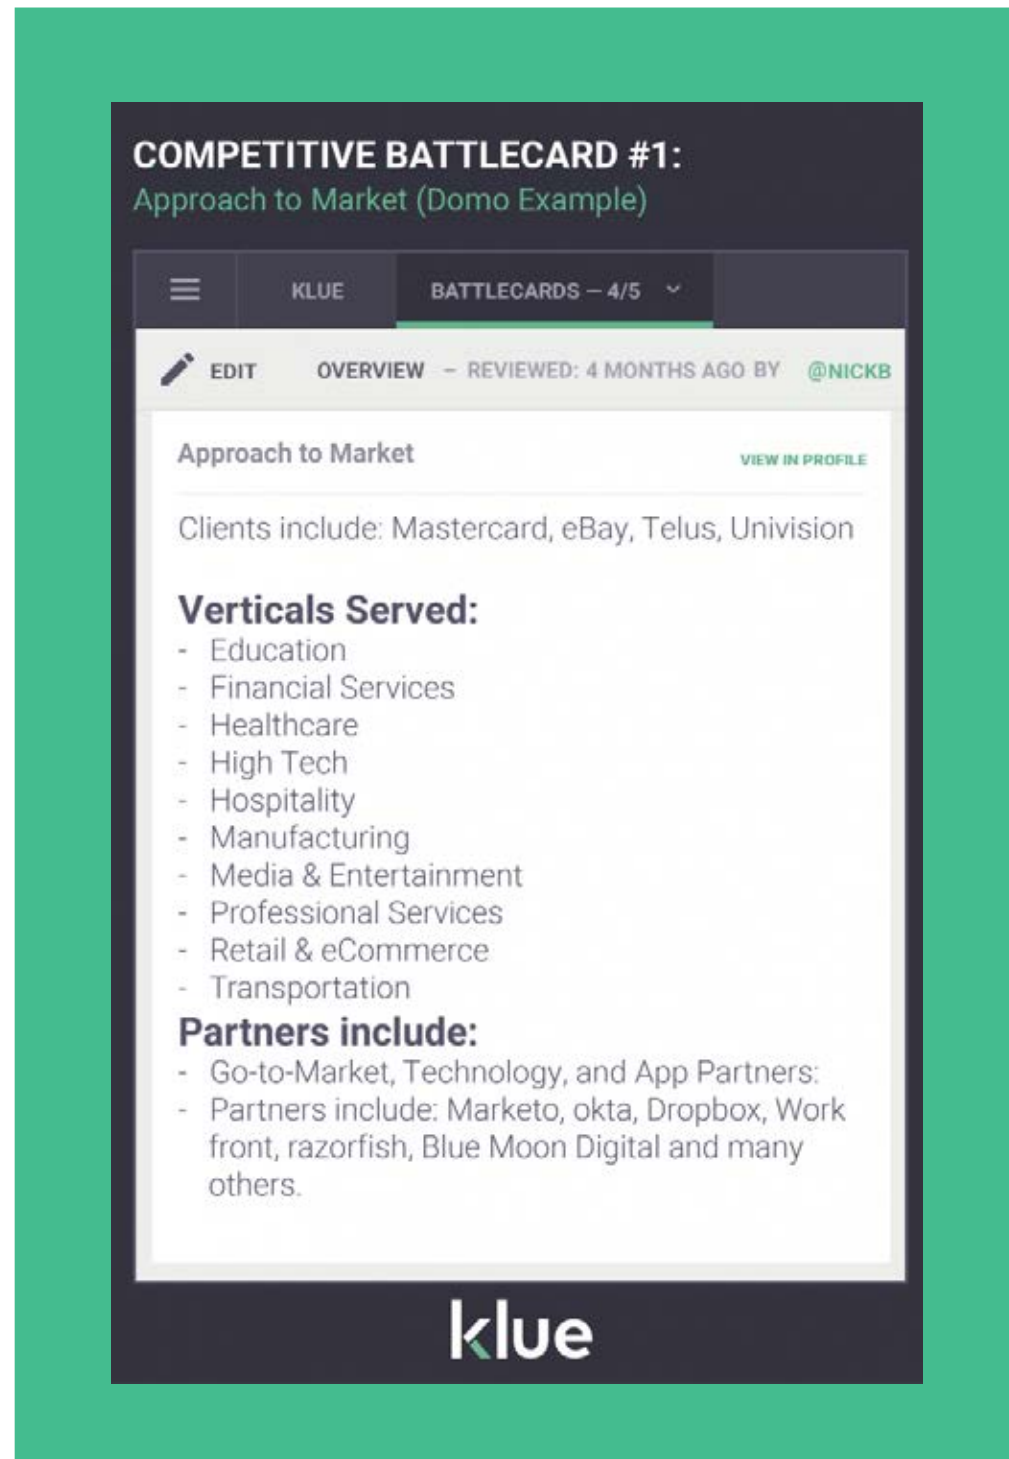 COMPETITIVE BATTLECARD #1:
Approach to Market (Domo Example)
KLUE
BATTLECARDS – 4/5
EDIT
OVERVIEW – REVIEWED: 4 MONTHS AGO BY @NICKB
Approach to Market
VIEW IN PROFILE
Clients include: Mastercard, eBay, Telus, Univision
Verticals Served:
- Education
- Financial Services
- Healthcare
- High Tech
- Hospitality
- Manufacturing
- Media & Entertainment
- Professional Services
- Retail & eCommerce
- Transportation
Partners include:
- Go-to-Market, Technology, and App Partners:
- Partners include: Marketo, okta, Dropbox, Work
front, razorfish, Blue Moon Digital and many
others.
klue